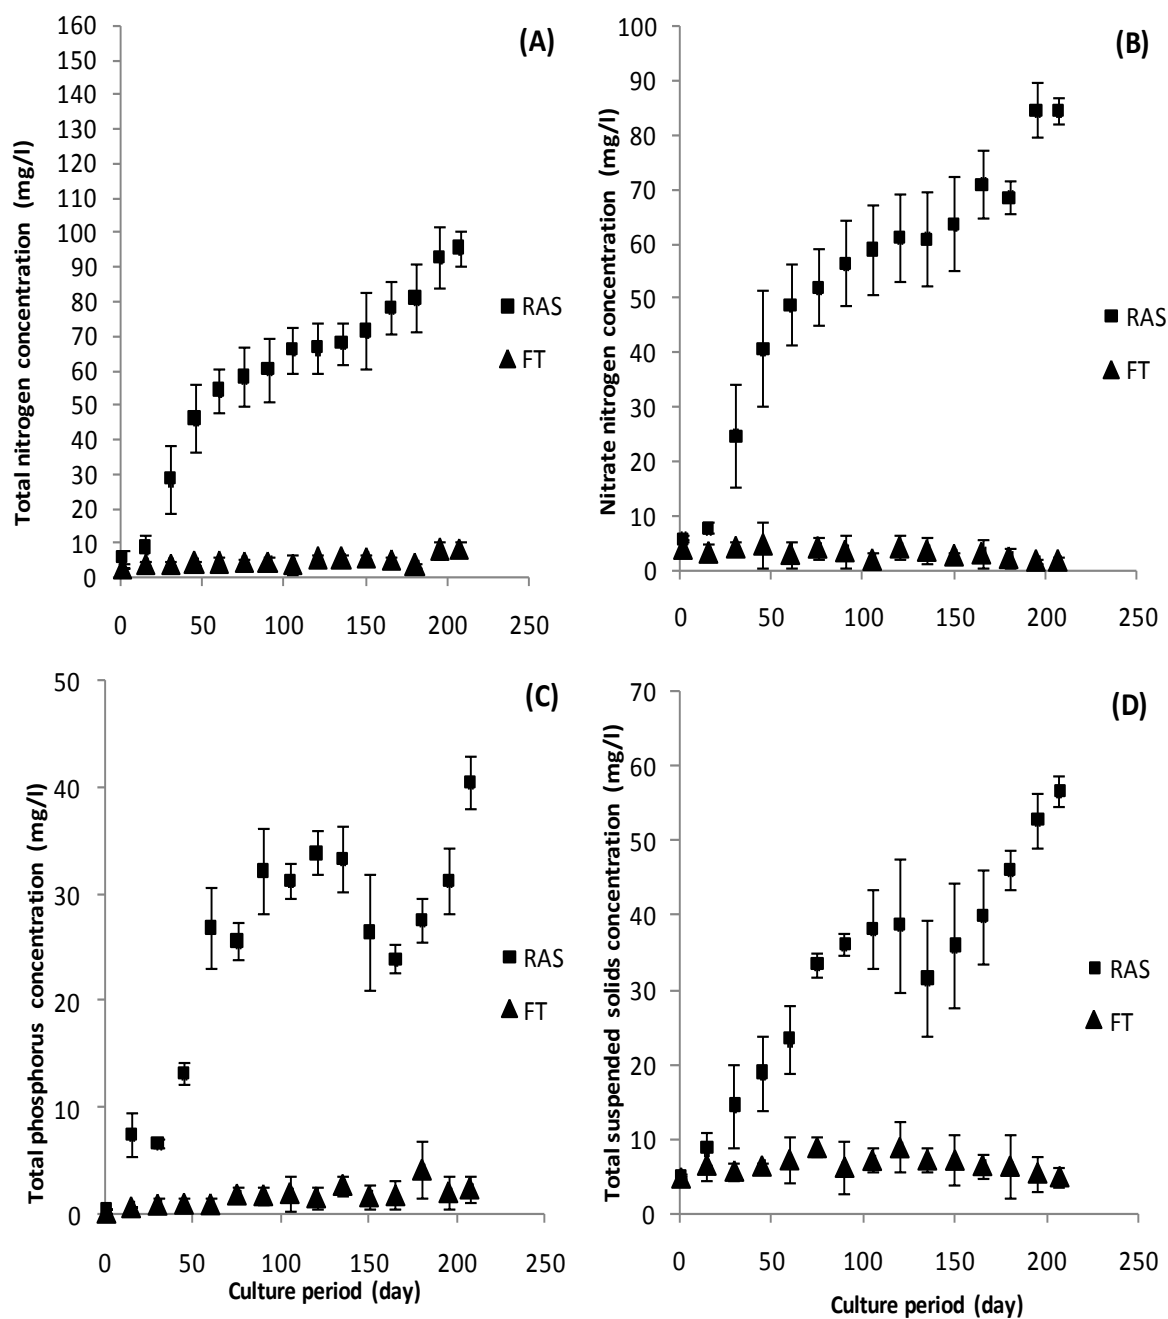 (A)
Total nitrogen concentration (mg/l)
160
150
140
130
120
110
100
90
80
70
60
50
40
30
20
10
0
0 50 100 150 200 250
RAS
FT
(B)
Nitrate nitrogen concentration (mg/l)
100
90
80
70
60
50
40
30
20
10
0
0 50 100 150 200 250
RAS
FT
(C)
Total phosphorus concentration (mg/l)
50
40
30
20
10
0
0 50 100 150 200 250
Culture period (day)
RAS
FT
(D)
Total suspended solids concentration (mg/l)
70
60
50
40
30
20
10
0
0 50 100 150 200 250
Culture period (day)
RAS
FT